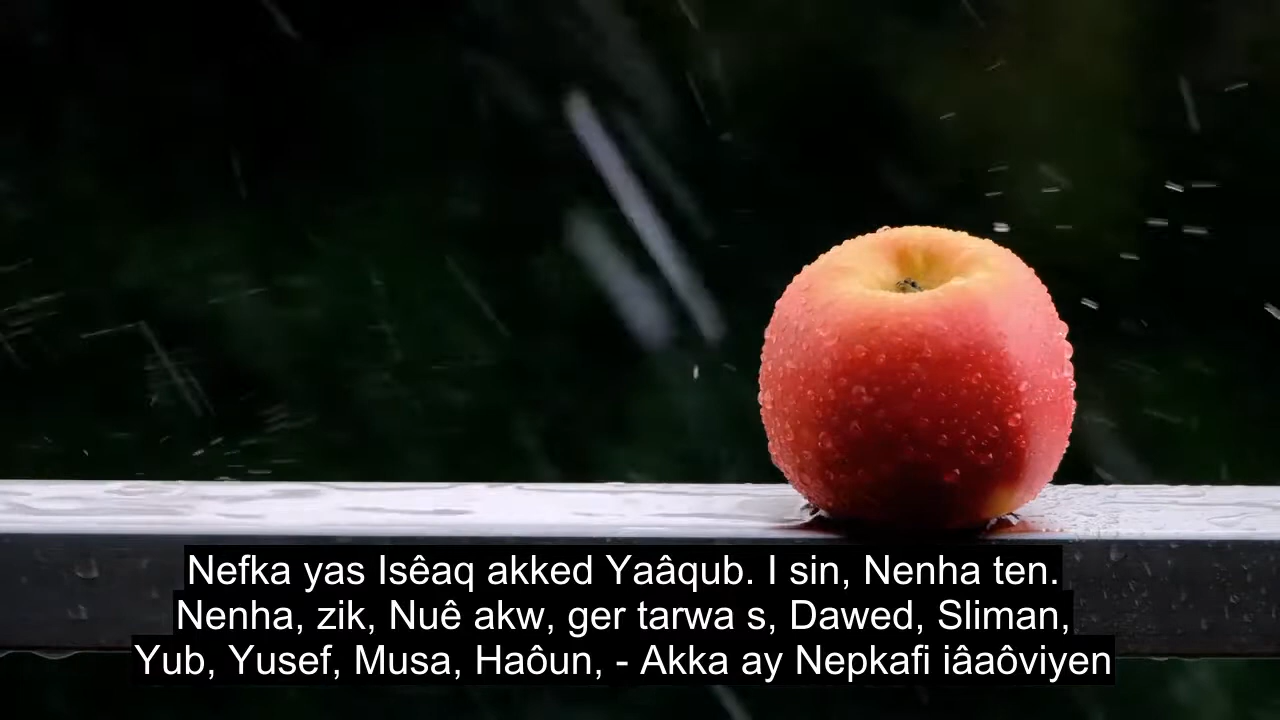 Nefka yas Isêaq akked Yaâqub. I sin, Nenha ten.
Nenha, zik, Nuê akw, ger tarwa s, Dawed, Sliman,
Yub, Yusef, Musa, Haôun, - Akka ay Nepkafi iâaôviyen